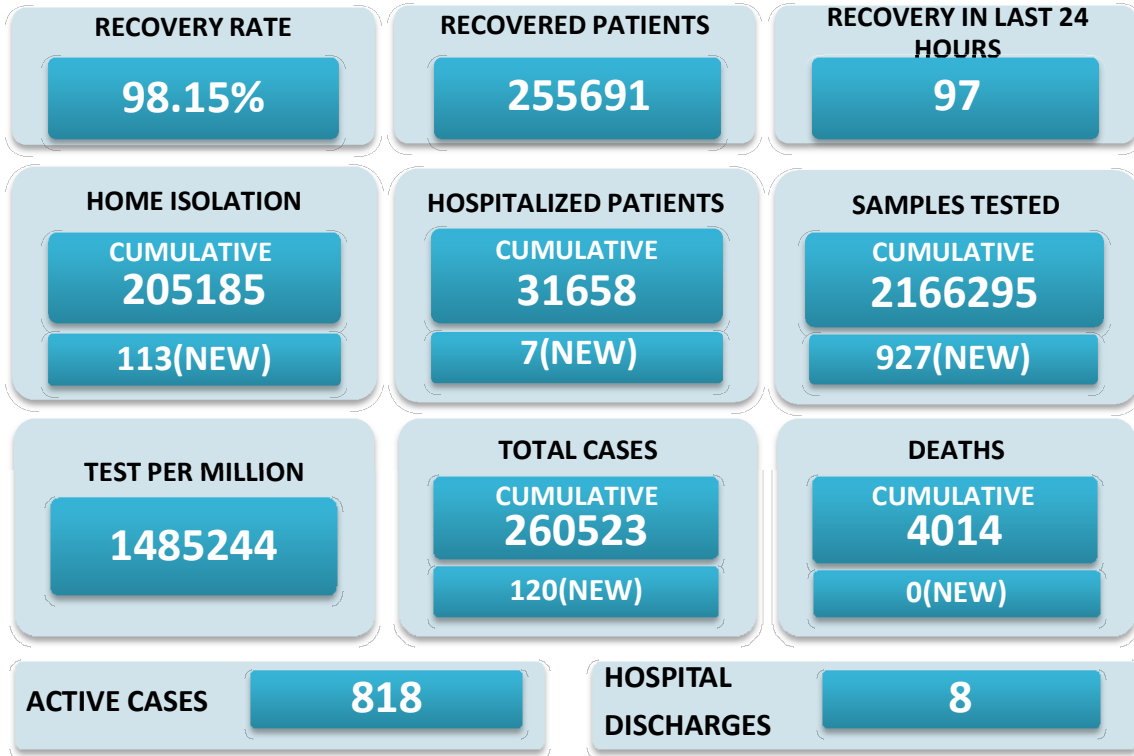 RECOVERY RATE
98.15%
RECOVERED PATIENTS
255691
RECOVERY IN LAST 24
HOURS
97
HOME ISOLATION
CUMULATIVE
205185
113(NEW)
HOSPITALIZED PATIENTS
CUMULATIVE
31658
7(NEW)
SAMPLES TESTED
CUMULATIVE
2166295
927(NEW)
TEST PER MILLION
1485244
TOTAL CASES
CUMULATIVE
260523
120(NEW)
DEATHS
CUMULATIVE
4014
0(NEW)
ACTIVE CASES
818
HOSPITAL
DISCHARGES
8